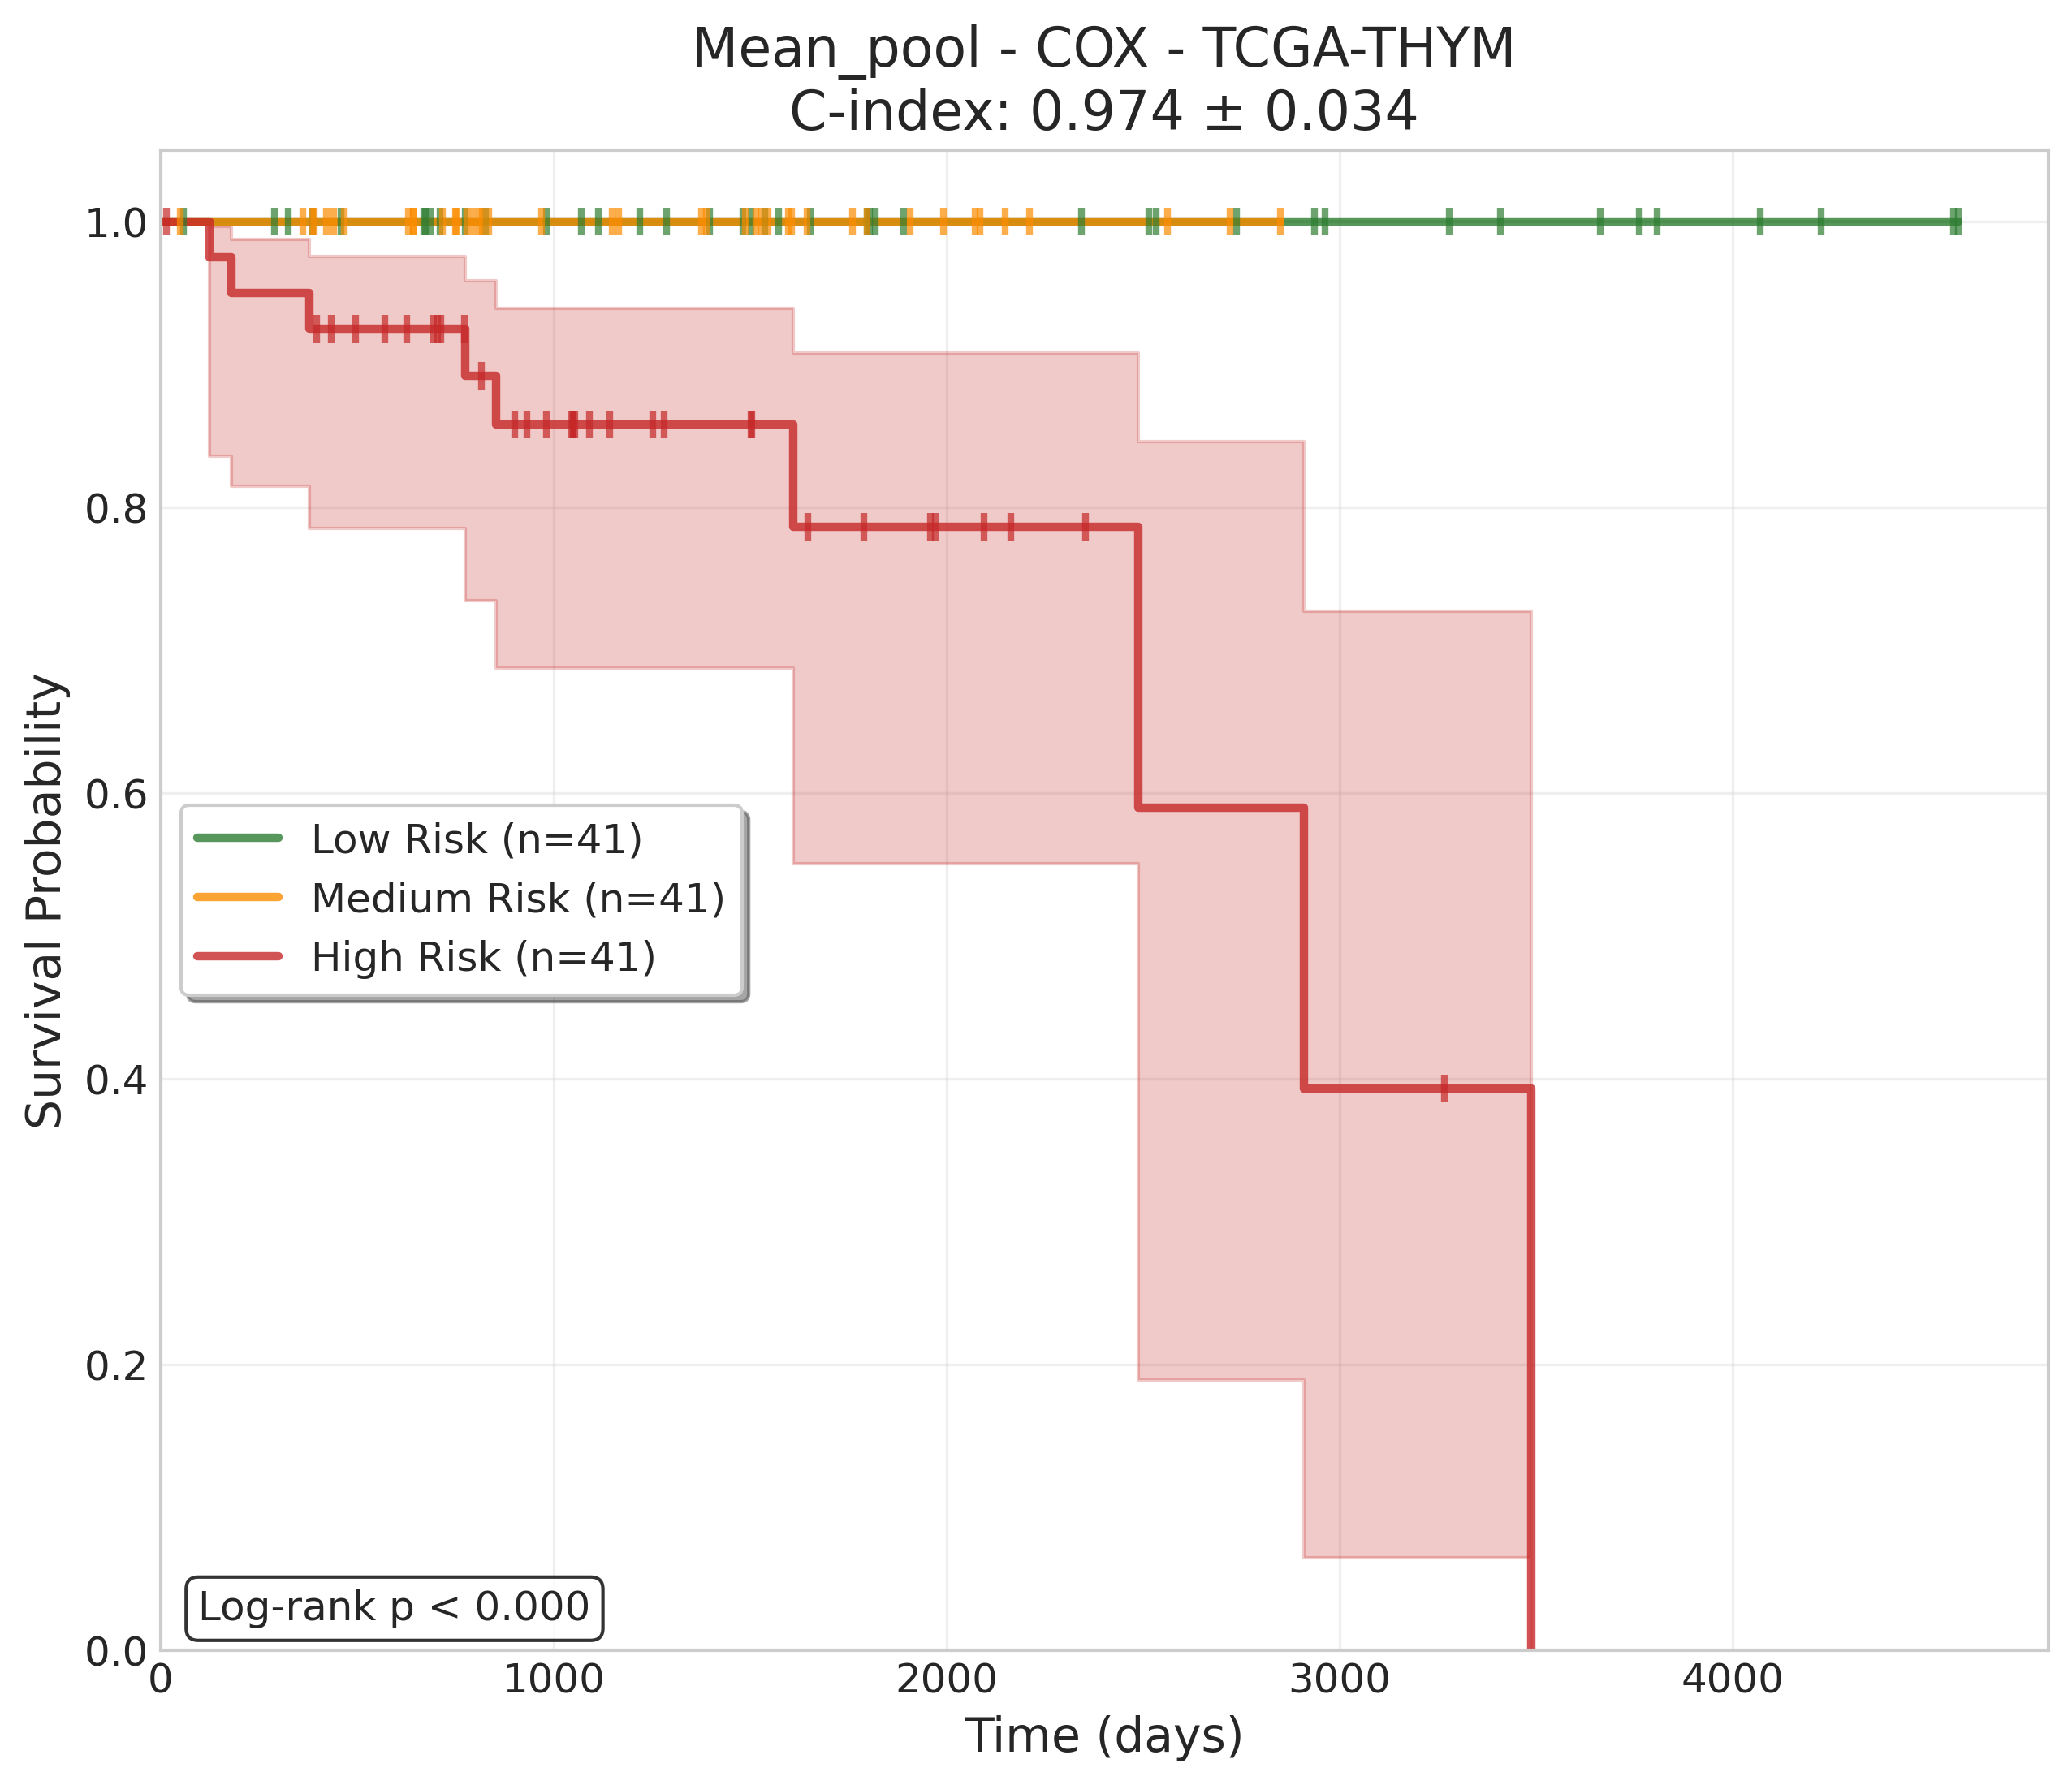 Mean_pool - COX - TCGA-THYM
C-index: 0.974 ± 0.034
Survival Probability
1.0
0.8
0.6
0.4
0.2
0.0
Low Risk (n=41)
Medium Risk (n=41)
High Risk (n=41)
Log-rank p < 0.000
0 1000 2000 3000 4000
Time (days)